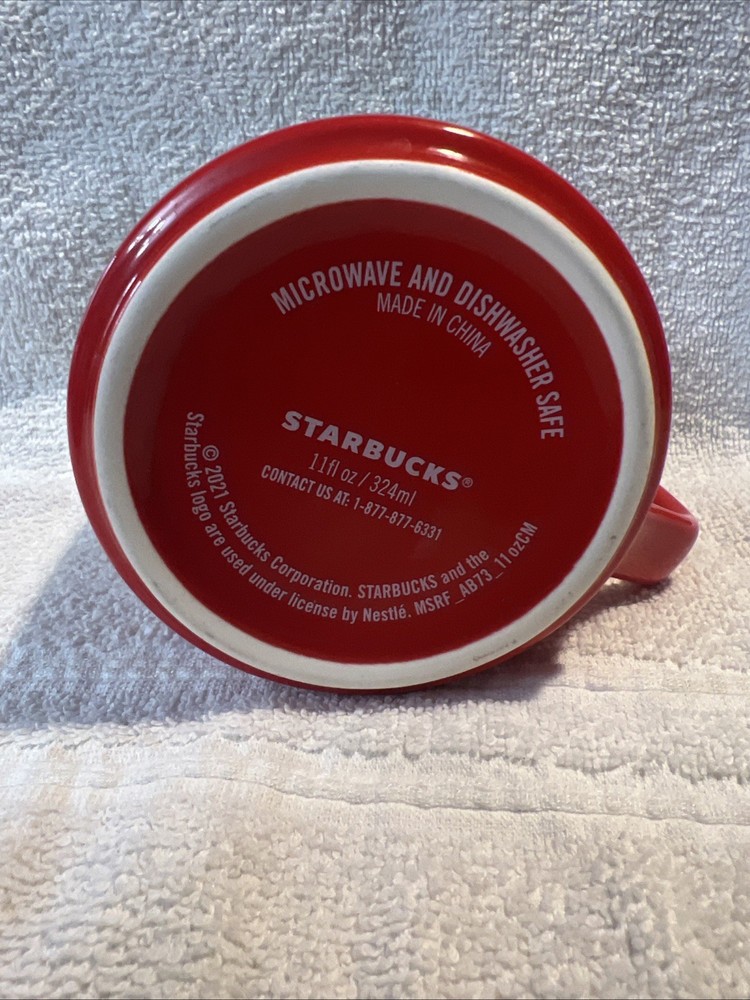 MICROWAVE AND DISHWASHER SAFE
MADE IN CHINA
STARBUCKS®
11fl oz / 324ml
CONTACT US AT: 1-877-877-6331
© 2021 Starbucks Corporation. STARBUCKS and the
Starbucks logo are used under license by Nestlé. MSRF_AB73_11ozCM